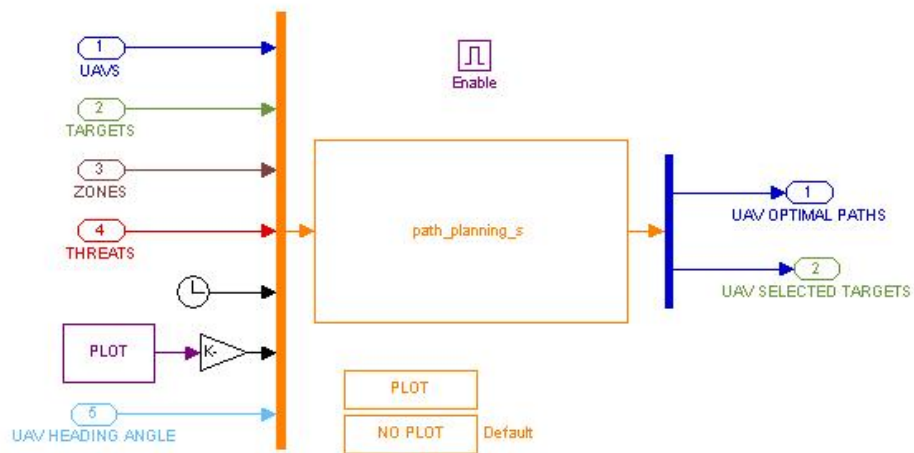 1
UAVS
Enable
2
TARGETS
3
ZONES
4
THREATS
path_planning_s
1
UAV OPTIMAL PATHS
2
UAV SELECTED TARGETS
PLOT
K-
5
UAV HEADING ANGLE
PLOT
NO PLOT Default